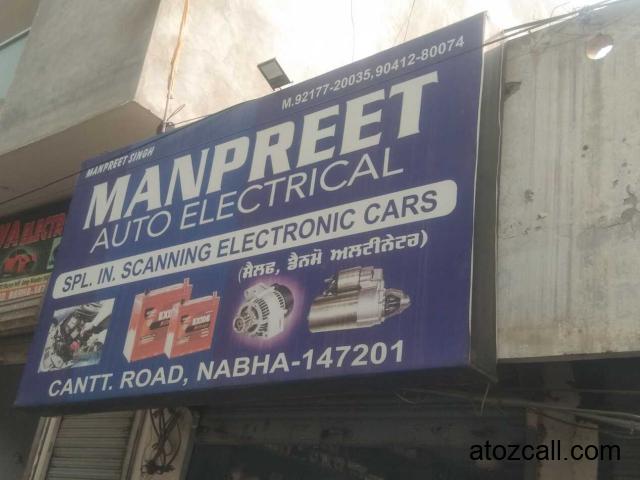 M.92177-20035,90412-80074
MANPREET SINGH
MANPREET
AUTO ELECTRICAL
SPL. IN. SCANNING ELECTRONIC CARS
(ਸੈਲਫ, ਡੈਨਮੋ ਅਲਟੀਨੇਟਰ)
CANTT. ROAD, NABHA-147201
atozcall.com